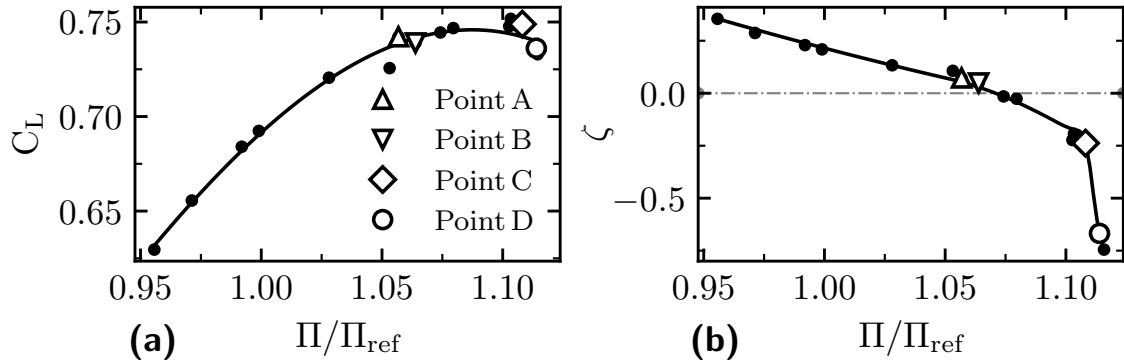 0.75
0.70
0.65
C_L
0.95 1.00 1.05 1.10
Π/Π_ref
Point A
Point B
Point C
Point D
(a)
0.0
−0.5
ζ
0.95 1.00 1.05 1.10
Π/Π_ref
(b)